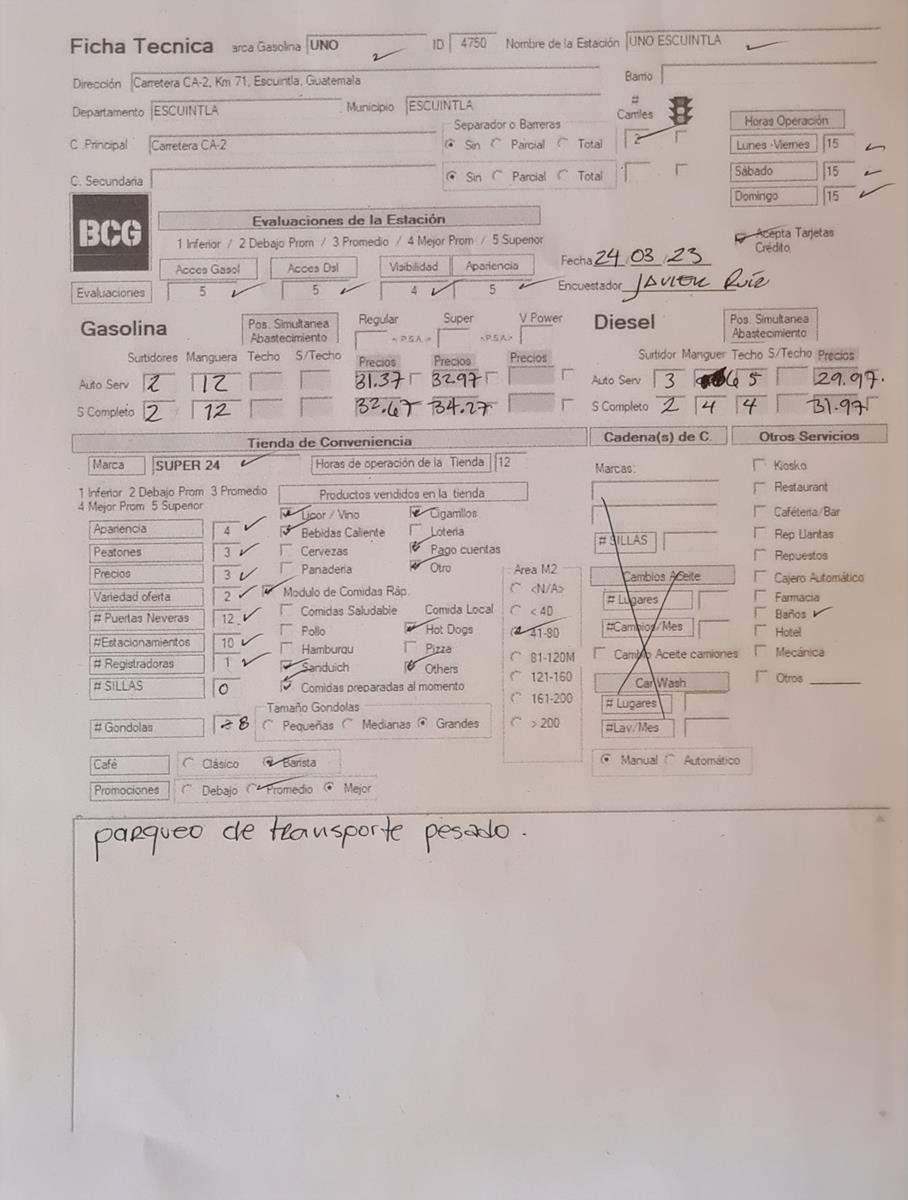 Ficha Tecnica arca Gasolina UNO ID 4750 Nombre de la Estación UNO ESCUINTLA
Dirección Carretera CA-2, Km 71, Escuintla, Guatemala Barrio
Departamento ESCUINTLA Municipio ESCUINTLA # Carriles
C Principal Carretera CA-2 Separador o Barreras Sin Parcial Total 2
C. Secundaria Sin Parcial Total
Horas Operación
Lunes -Viernes 15
Sábado 15
Domingo 15
BCG
Evaluaciones de la Estación
1 Inferior / 2 Debajo Prom / 3 Promedio / 4 Mejor Prom / 5 Superior
Acepta Tarjetas Crédito
Acces Gasol Acces Dsl Visibilidad Apariencia
Evaluaciones 5 5 4 5
Fecha 24 03 23
Encuestador Javier Ruiz
Gasolina Pos. Simultanea Abastecimiento Regular Super V Power
< P.S.A. > <P.S.A.>
Surtidores Manguera Techo S/Techo Precios Precios Precios
Auto Serv 2 12 31.37 32.97
S Completo 2 12 32.67 34.27
Diesel Pos. Simultanea Abastecimiento
Surtidor Manguer Techo S/Techo Precios
Auto Serv 3 6 5 29.97.
S Completo 2 4 4 31.97
Tienda de Conveniencia
Marca SUPER 24 Horas de operación de la Tienda 12
1 Inferior 2 Debajo Prom 3 Promedio
4 Mejor Prom 5 Superior
Apariencia 4
Peatones 3
Precios 3
Variedad oferta 2
# Puertas Neveras 12
#Estacionamientos 10
# Registradoras 1
# SILLAS 0
# Gondolas 8
Productos vendidos en la tienda
Licor / Vino Cigarrillos
Bebidas Caliente Loteria
Cervezas Pago cuentas
Panaderia Otro
Modulo de Comidas Ráp.
Comidas Saludable Comida Local
Pollo Hot Dogs
Hamburqu Pizza
Sanduich Others
Comidas preparadas al momento
Tamaño Gondolas
Pequeñas Medianas Grandes
Area M2
<N/A>
< 40
41-80
81-120M
121-160
161-200
> 200
Café Clásico Barista
Promociones Debajo Promedio Mejor
Cadena(s) de C.
Marcas:
# SILLAS
Cambios Aceite
# Lugares
#Cambios/Mes
Cambio Aceite camiones
Car Wash
# Lugares
#Lav/Mes
Manual Automático
Otros Servicios
Kiosko
Restaurant
Caféteria/Bar
Rep Llantas
Repuestos
Cajero Automático
Farmacia
Baños
Hotel
Mecánica
Otros
parqueo de transporte pesado.